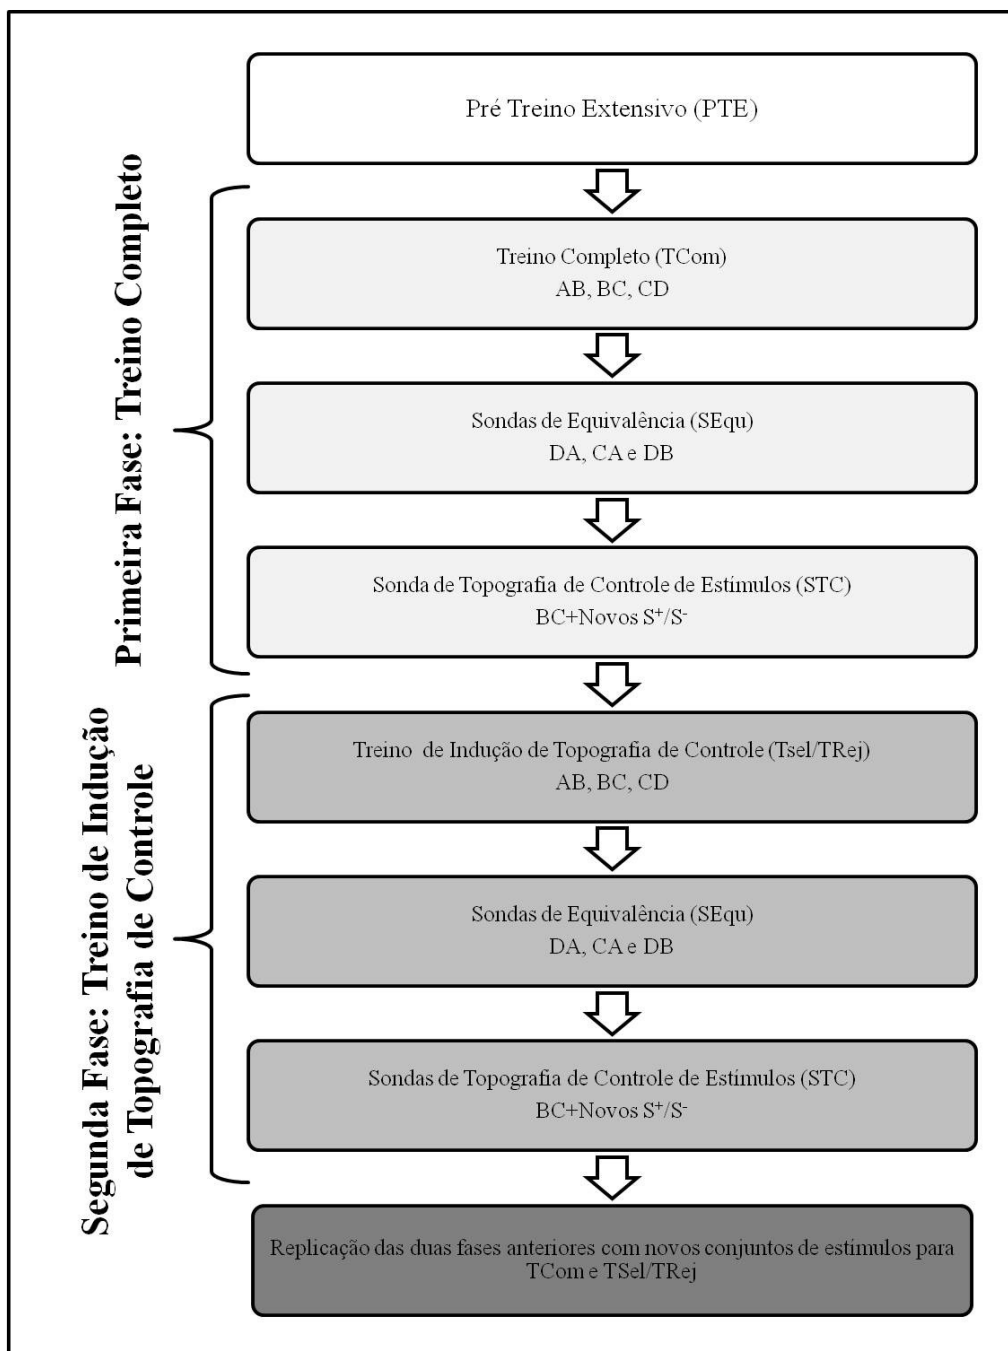 Pré Treino Extensivo (PTE)
Primeira Fase: Treino Completo
Treino Completo (TCom)
AB, BC, CD
Sondas de Equivalência (SEqu)
DA, CA e DB
Sonda de Topografia de Controle de Estímulos (STC)
BC+Novos S⁺/S⁻
Segunda Fase: Treino de Indução
de Topografia de Controle
Treino de Indução de Topografia de Controle (Tsel/TRej)
AB, BC, CD
Sondas de Equivalência (SEqu)
DA, CA e DB
Sondas de Topografia de Controle de Estímulos (STC)
BC+Novos S⁺/S⁻
Replicação das duas fases anteriores com novos conjuntos de estímulos para
TCom e TSel/TRej